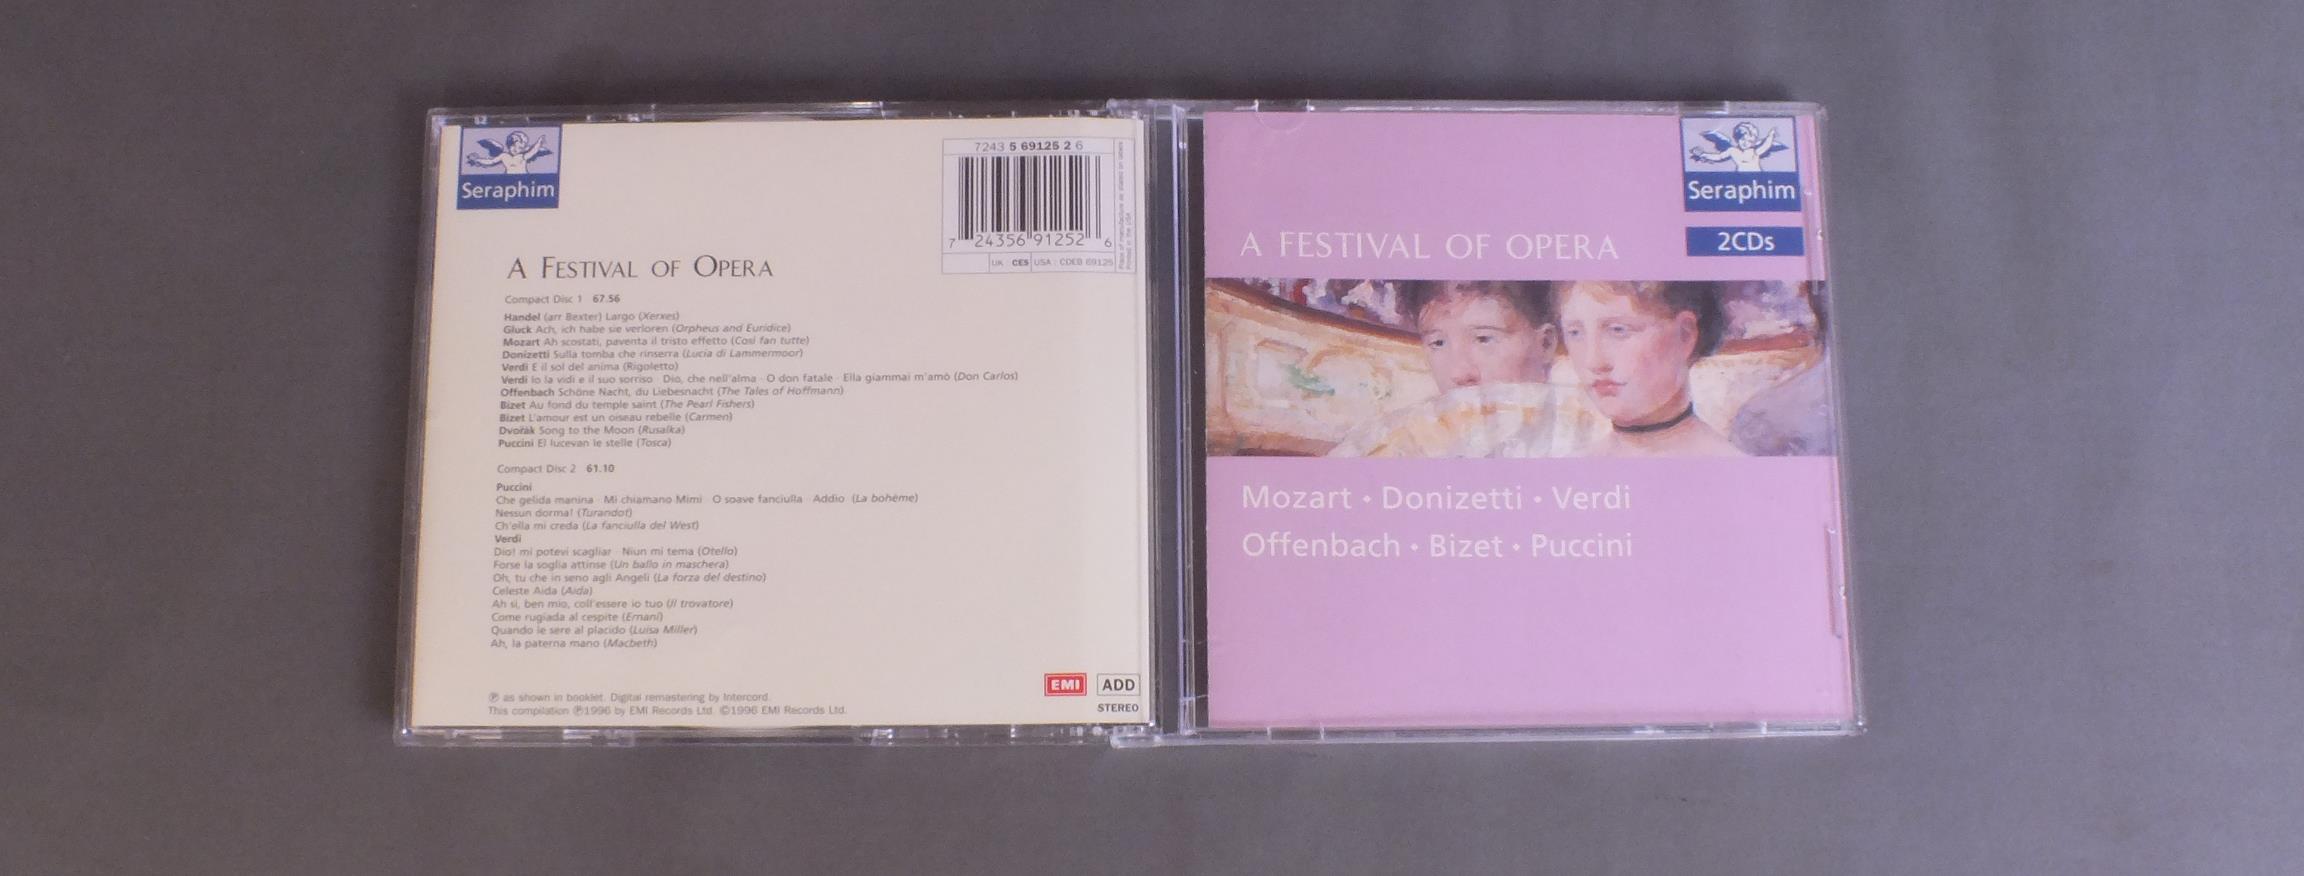 Seraphim
7243 5 69125 2 6
7 24356 91252 6
UK : CES USA : CDEB 69125
Place of manufacture as stated on labels
Printed in the USA
A FESTIVAL OF OPERA
Compact Disc 1 67.56
Handel (arr Bexter) Largo (Xerxes)
Gluck Ach, ich habe sie verloren (Orpheus and Euridice)
Mozart Ah scostati, paventa il tristo effetto (Così fan tutte)
Donizetti Sulla tomba che rinserra (Lucia di Lammermoor)
Verdi E il sol del anima (Rigoletto)
Verdi Io la vidi e il suo sorriso · Dio, che nell'alma · O don fatale · Ella giammai m'amò (Don Carlos)
Offenbach Schöne Nacht, du Liebesnacht (The Tales of Hoffmann)
Bizet Au fond du temple saint (The Pearl Fishers)
Bizet L'amour est un oiseau rebelle (Carmen)
Dvořák Song to the Moon (Rusalka)
Puccini El lucevan le stelle (Tosca)
Compact Disc 2 61.10
Puccini
Che gelida manina · Mi chiamano Mimì · O soave fanciulla · Addio (La bohème)
Nessun dorma! (Turandot)
Ch'ella mi creda (La fanciulla del West)
Verdi
Dio! mi potevi scagliar · Niun mi tema (Otello)
Forse la soglia attinse (Un ballo in maschera)
Oh, tu che in seno agli Angeli (La forza del destino)
Celeste Aida (Aida)
Ah sì, ben mio, coll'essere io tuo (Il trovatore)
Come rugiada al cespite (Ernani)
Quando le sere al placido (Luisa Miller)
Ah, la paterna mano (Macbeth)
℗ as shown in booklet. Digital remastering by Intercord.
This compilation ℗1996 by EMI Records Ltd. ©1996 EMI Records Ltd.
EMI ADD
STEREO
Seraphim
2CDs
A FESTIVAL OF OPERA
Mozart • Donizetti • Verdi
Offenbach • Bizet • Puccini